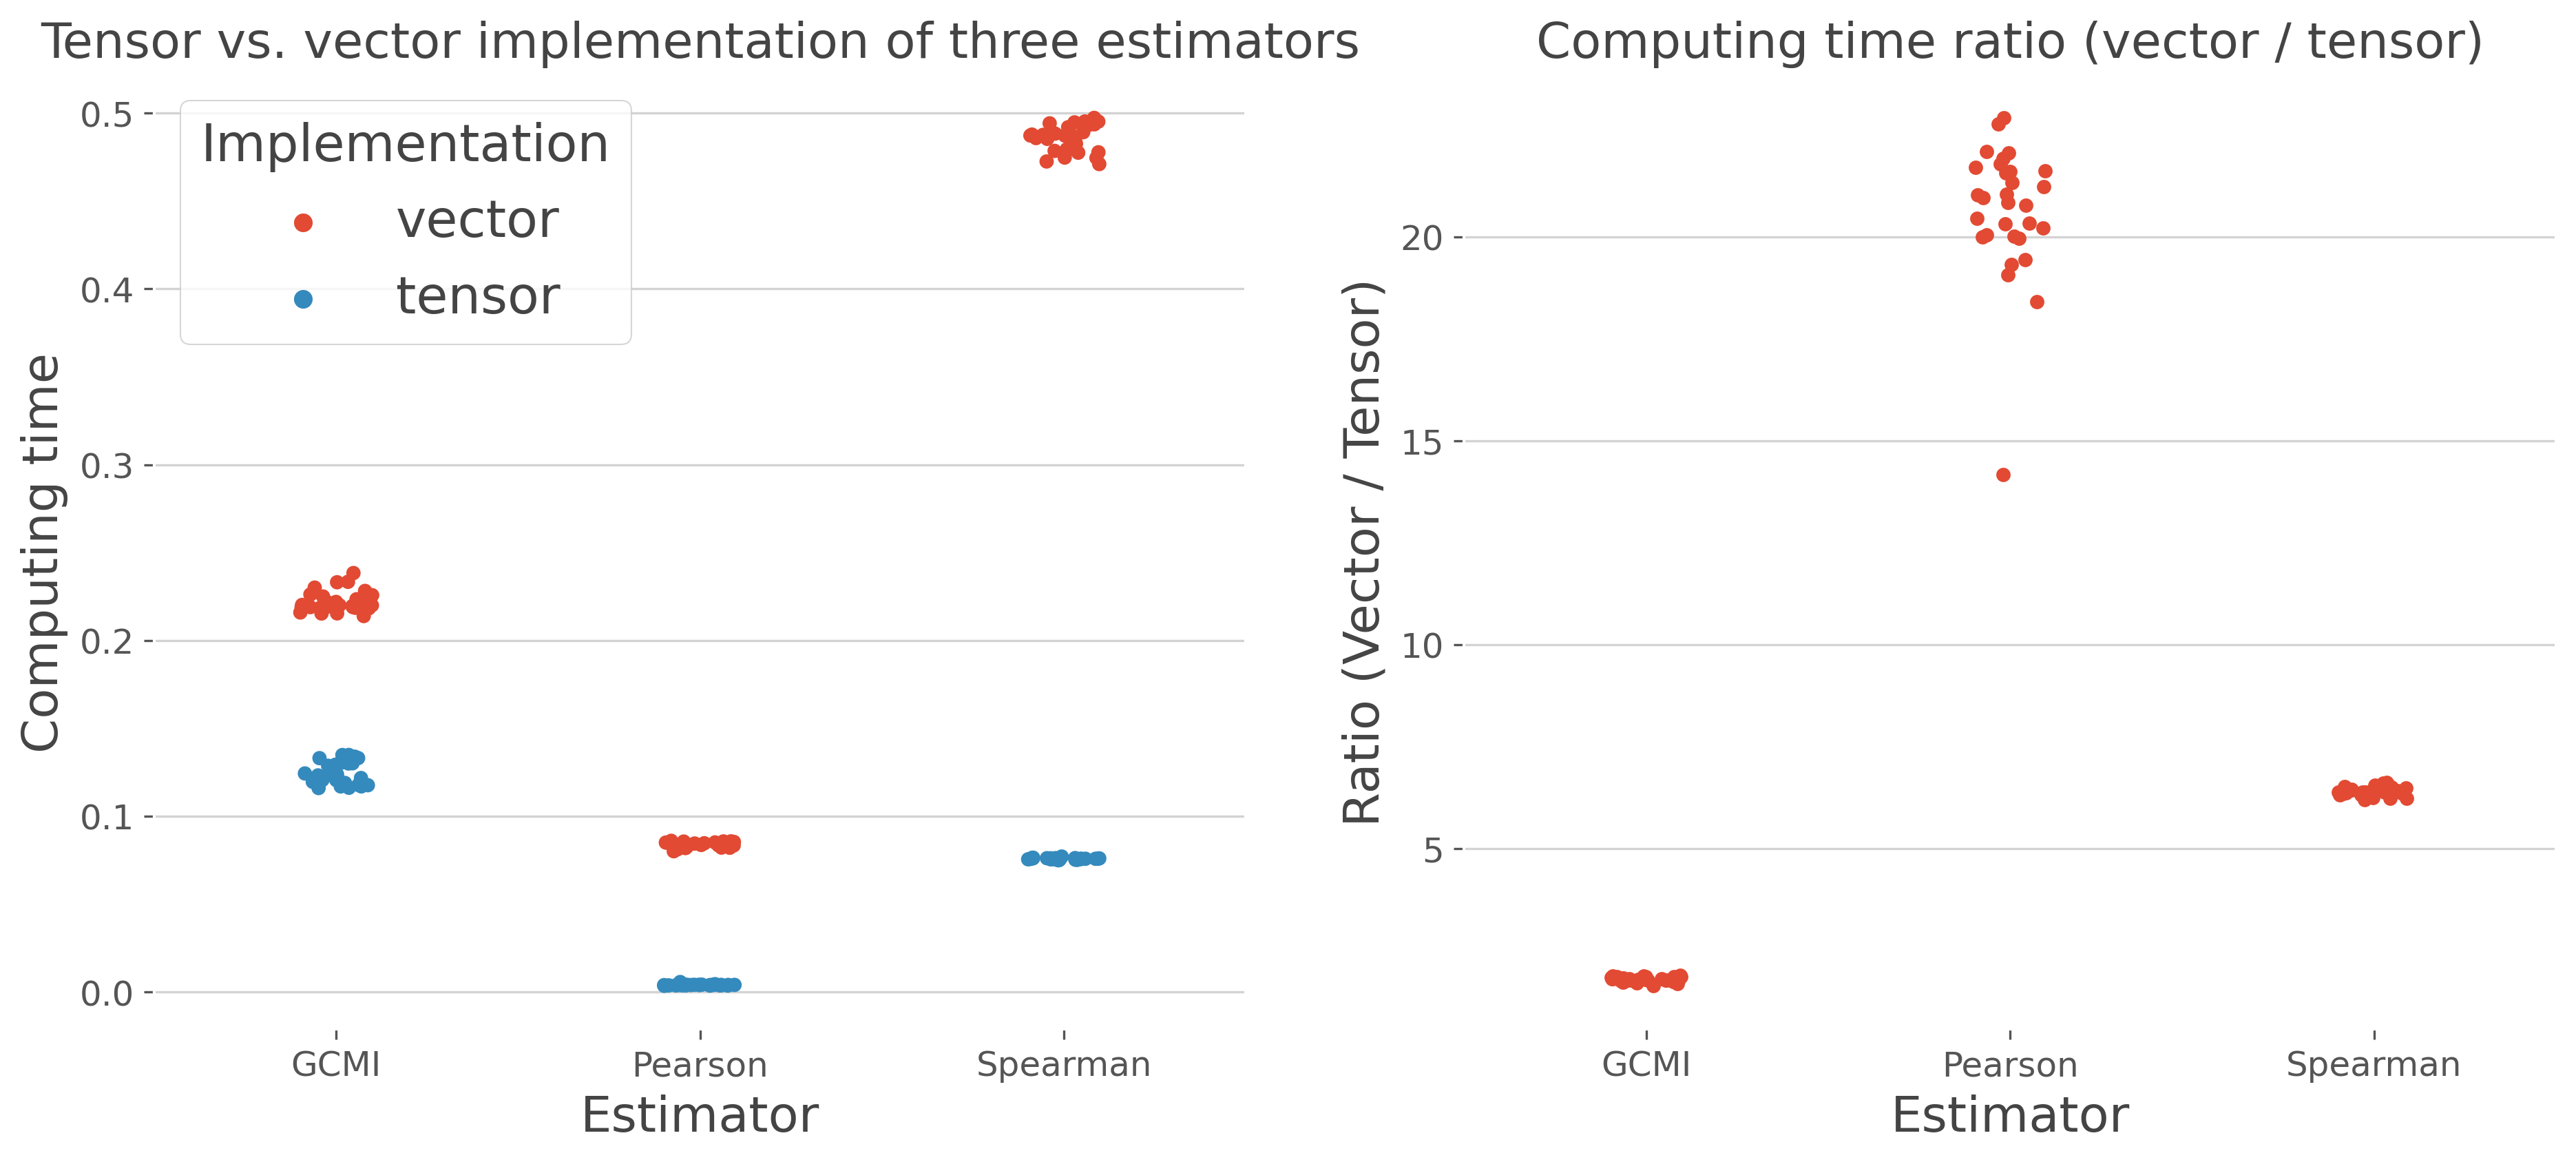 Tensor vs. vector implementation of three estimators
Implementation
vector
tensor
Computing time
0.5
0.4
0.3
0.2
0.1
0.0
GCMI
Pearson
Spearman
Estimator
Computing time ratio (vector / tensor)
Ratio (Vector / Tensor)
20
15
10
5
GCMI
Pearson
Spearman
Estimator